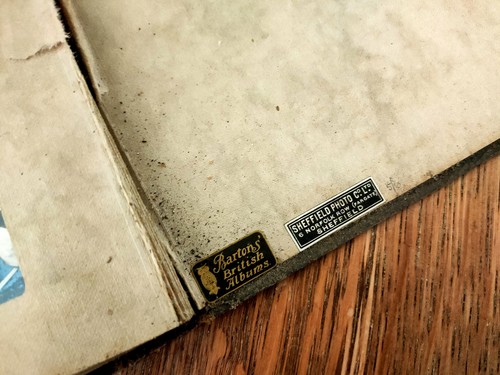 Bartons'
British
Albums.
SHEFFIELD PHOTO CO. LTD
6 NORFOLK ROW (FARGATE)
SHEFFIELD